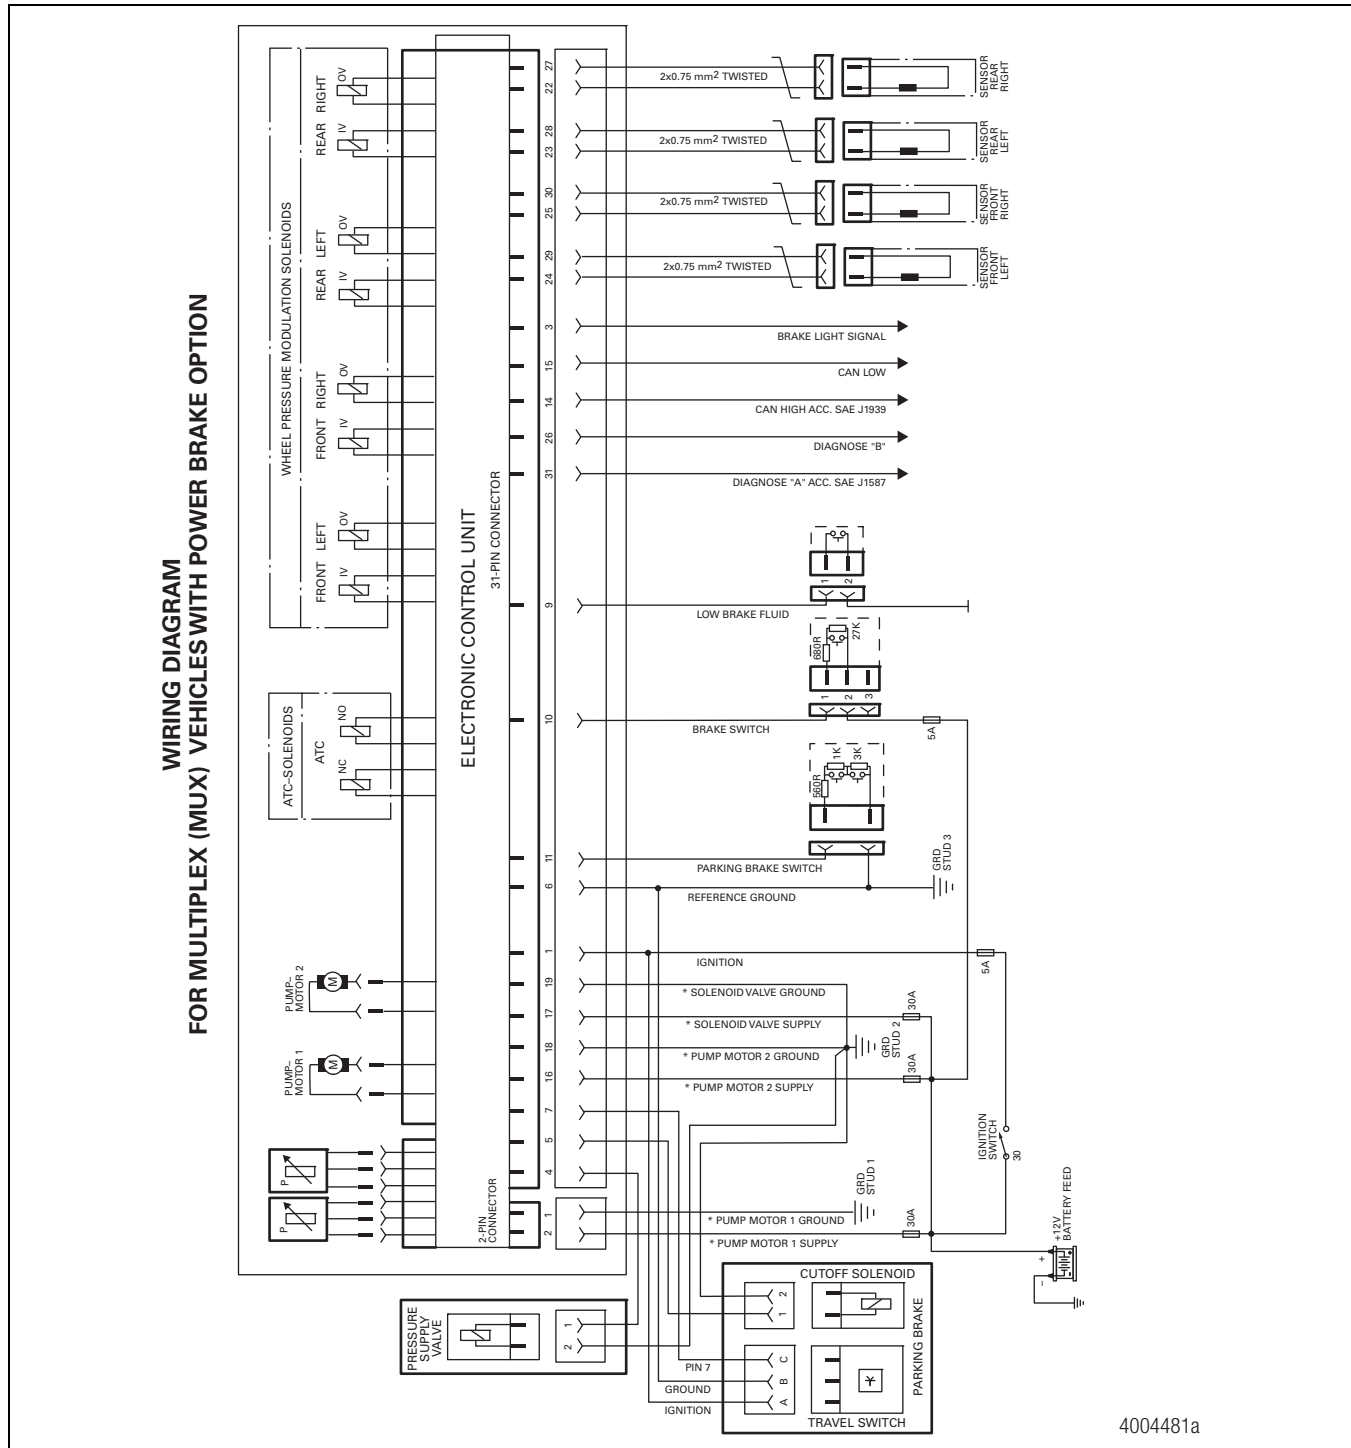 WIRING DIAGRAM
FOR MULTIPLEX (MUX) VEHICLES WITH POWER BRAKE OPTION
WHEEL PRESSURE MODULATION SOLENOIDS
REAR RIGHT
IV
OV
REAR LEFT
IV
OV
FRONT RIGHT
IV
OV
FRONT LEFT
IV
OV
ATC-SOLENOIDS
ATC
NC
NO
PUMP-
MOTOR 2
M
PUMP-
MOTOR 1
M
P
P
ELECTRONIC CONTROL UNIT
31-PIN CONNECTOR
2-PIN
CONNECTOR
27
22
28
23
30
25
29
24
3
15
14
26
31
9
10
11
6
1
19
17
18
16
7
5
4
1
2
2x0.75 mm2 TWISTED
SENSOR
REAR
RIGHT
2x0.75 mm2 TWISTED
SENSOR
REAR
LEFT
2x0.75 mm2 TWISTED
SENSOR
FRONT
RIGHT
2x0.75 mm2 TWISTED
SENSOR
FRONT
LEFT
BRAKE LIGHT SIGNAL
CAN LOW
CAN HIGH ACC. SAE J1939
DIAGNOSE "B"
DIAGNOSE "A" ACC. SAE J1587
1
2
LOW BRAKE FLUID
680R
27K
1
2
3
BRAKE SWITCH
5A
560R
1K
3K
PARKING BRAKE SWITCH
REFERENCE GROUND
GRD
STUD 3
IGNITION
5A
* SOLENOID VALVE GROUND
* SOLENOID VALVE SUPPLY
30A
* PUMP MOTOR 2 GROUND
GRD
STUD 2
* PUMP MOTOR 2 SUPPLY
30A
IGNITION
SWITCH
30
GRD
STUD 1
* PUMP MOTOR 1 GROUND
* PUMP MOTOR 1 SUPPLY
30A
+12V
BATTERY FEED
+
–
+
-
PRESSURE
SUPPLY
VALVE
1
2
CUTOFF SOLENOID
2
1
PARKING BRAKE
PIN 7
GROUND
IGNITION
C
B
A
TRAVEL SWITCH
4004481a